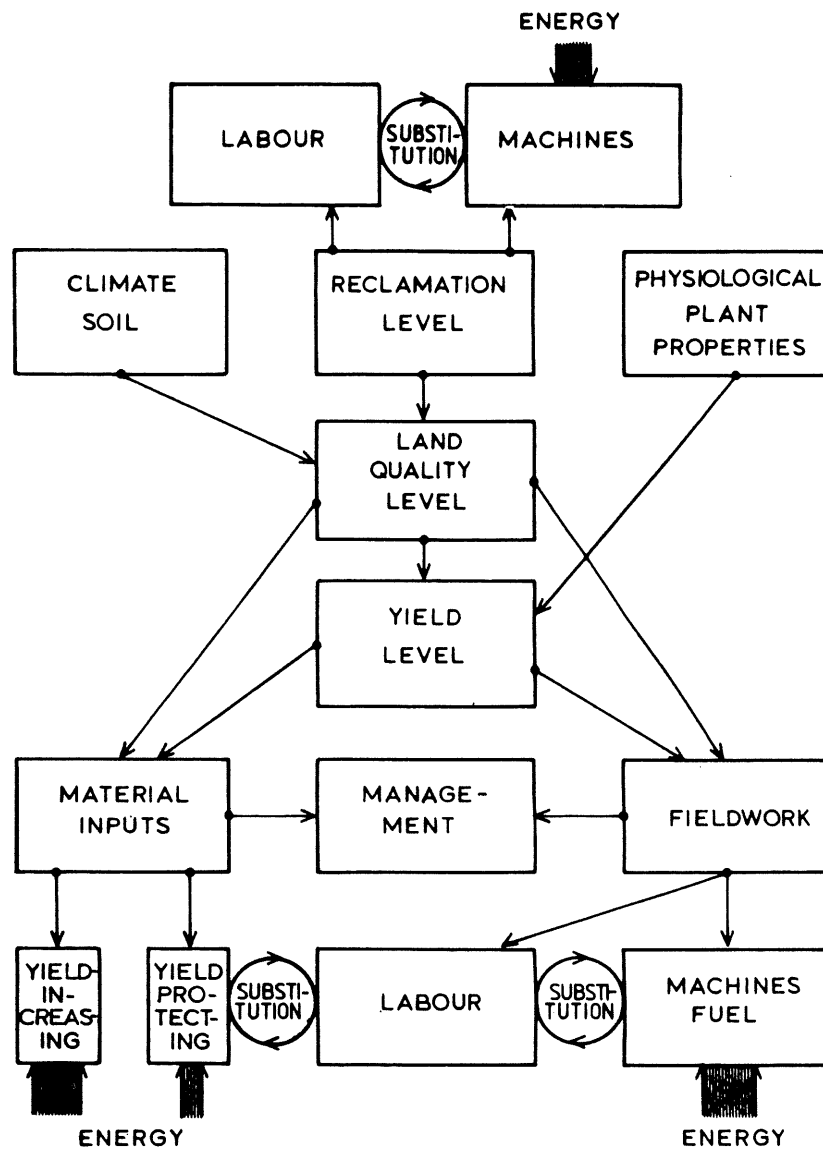 ENERGY
LABOUR
SUBSTI-
TUTION
MACHINES
CLIMATE
SOIL
RECLAMATION
LEVEL
PHYSIOLOGICAL
PLANT
PROPERTIES
LAND
QUALITY
LEVEL
YIELD
LEVEL
MATERIAL
INPUTS
MANAGE-
MENT
FIELDWORK
YIELD-
IN-
CREAS-
ING
YIELD
PRO-
TECT-
ING
SUBSTI-
TUTION
LABOUR
SUBSTI-
TUTION
MACHINES
FUEL
ENERGY
ENERGY